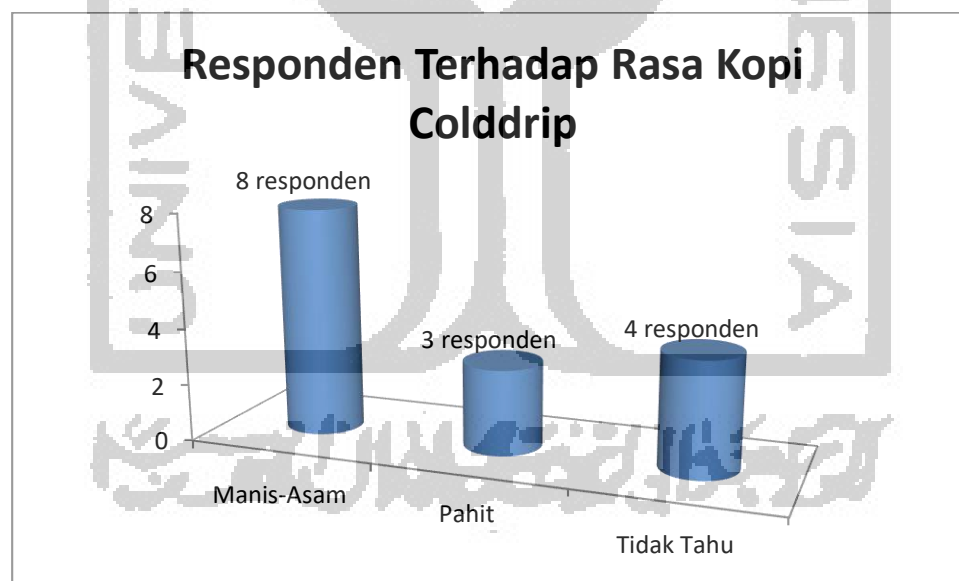 Responden Terhadap Rasa Kopi
Colddrip
8 responden
3 responden
4 responden
8
6
4
2
0
Manis-Asam
Pahit
Tidak Tahu